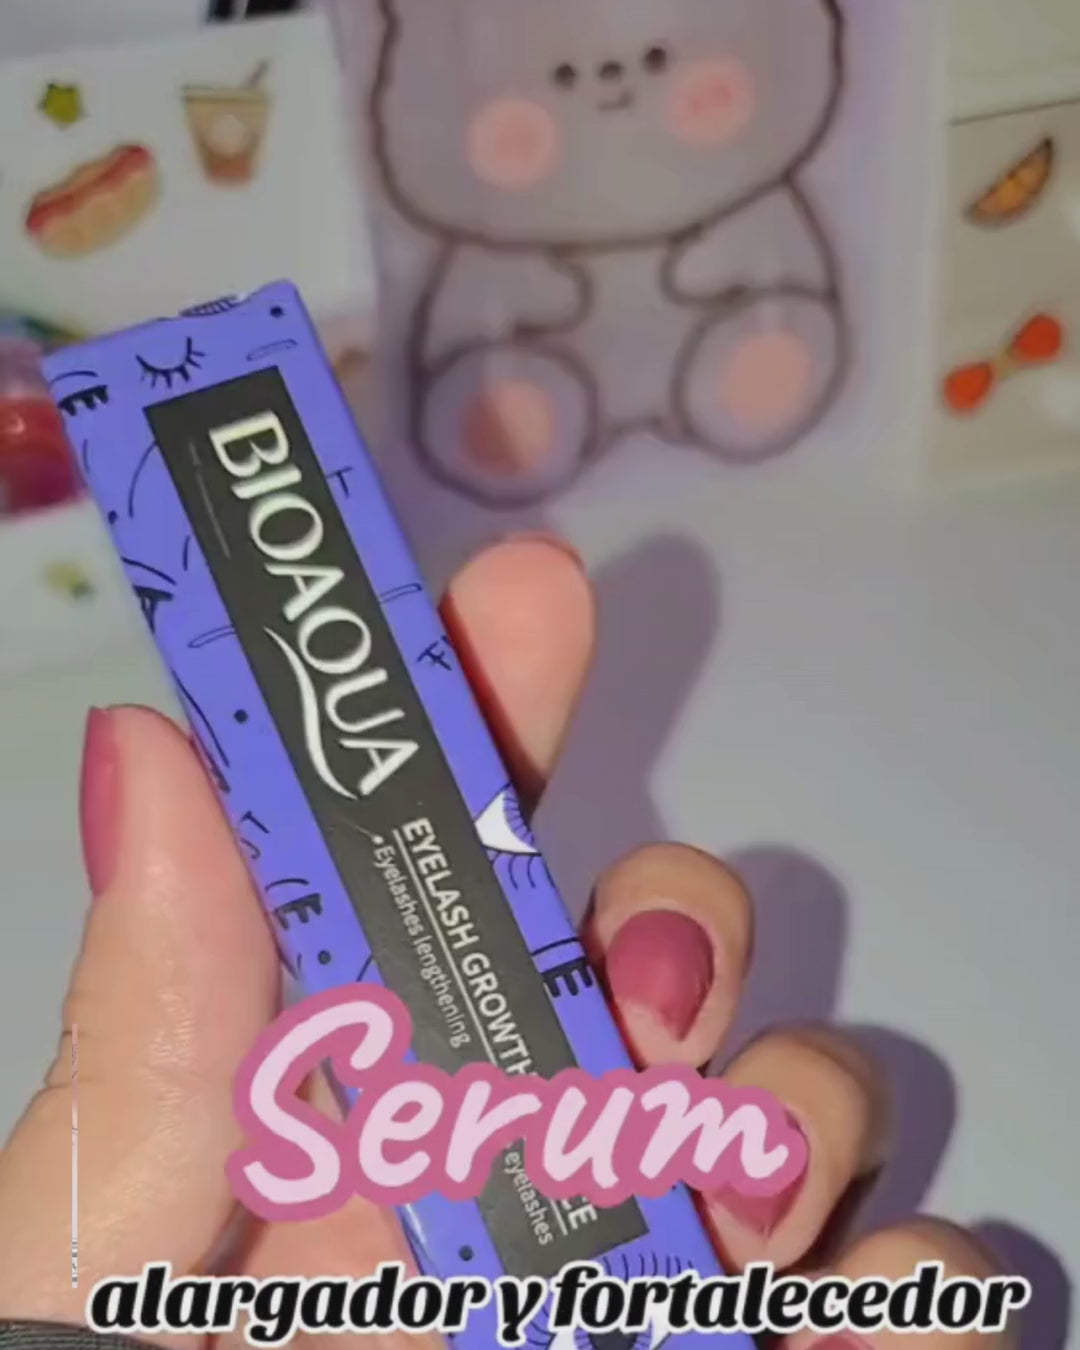 BIOAQUA
EYELASH GROWTH
Eyelashes lengthening
eyelashes
Serum
alargador y fortalecedor